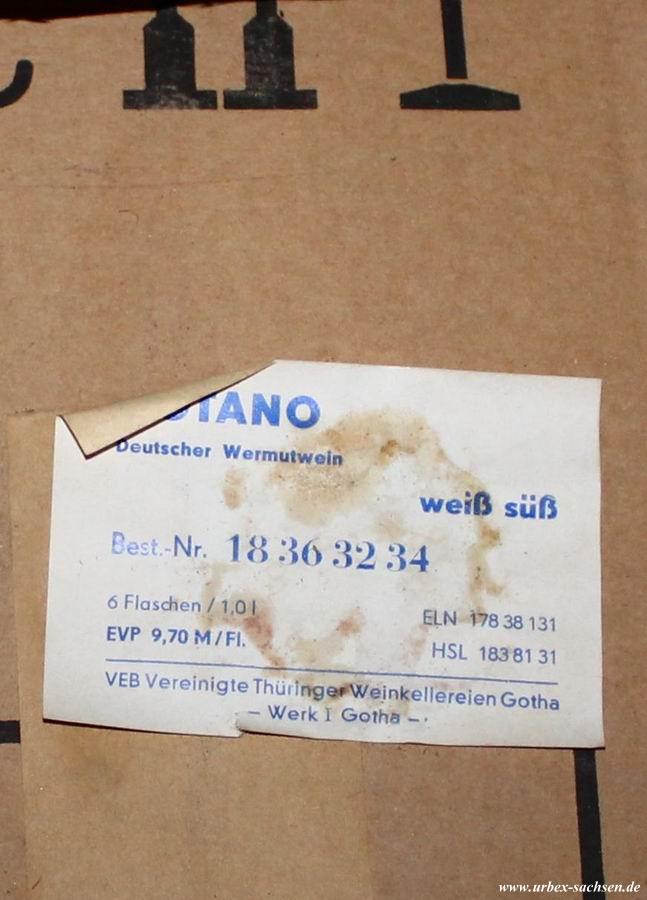 TANO
Deutscher Wermutwein
weiß süß
Best.-Nr. 18 36 32 34
6 Flaschen / 1,0 l
ELN 178 38 131
EVP 9,70 M / Fl.
HSL 183 81 31
VEB Vereinigte Thüringer Weinkellereien Gotha
– Werk I Gotha –
www.urbex-sachsen.de